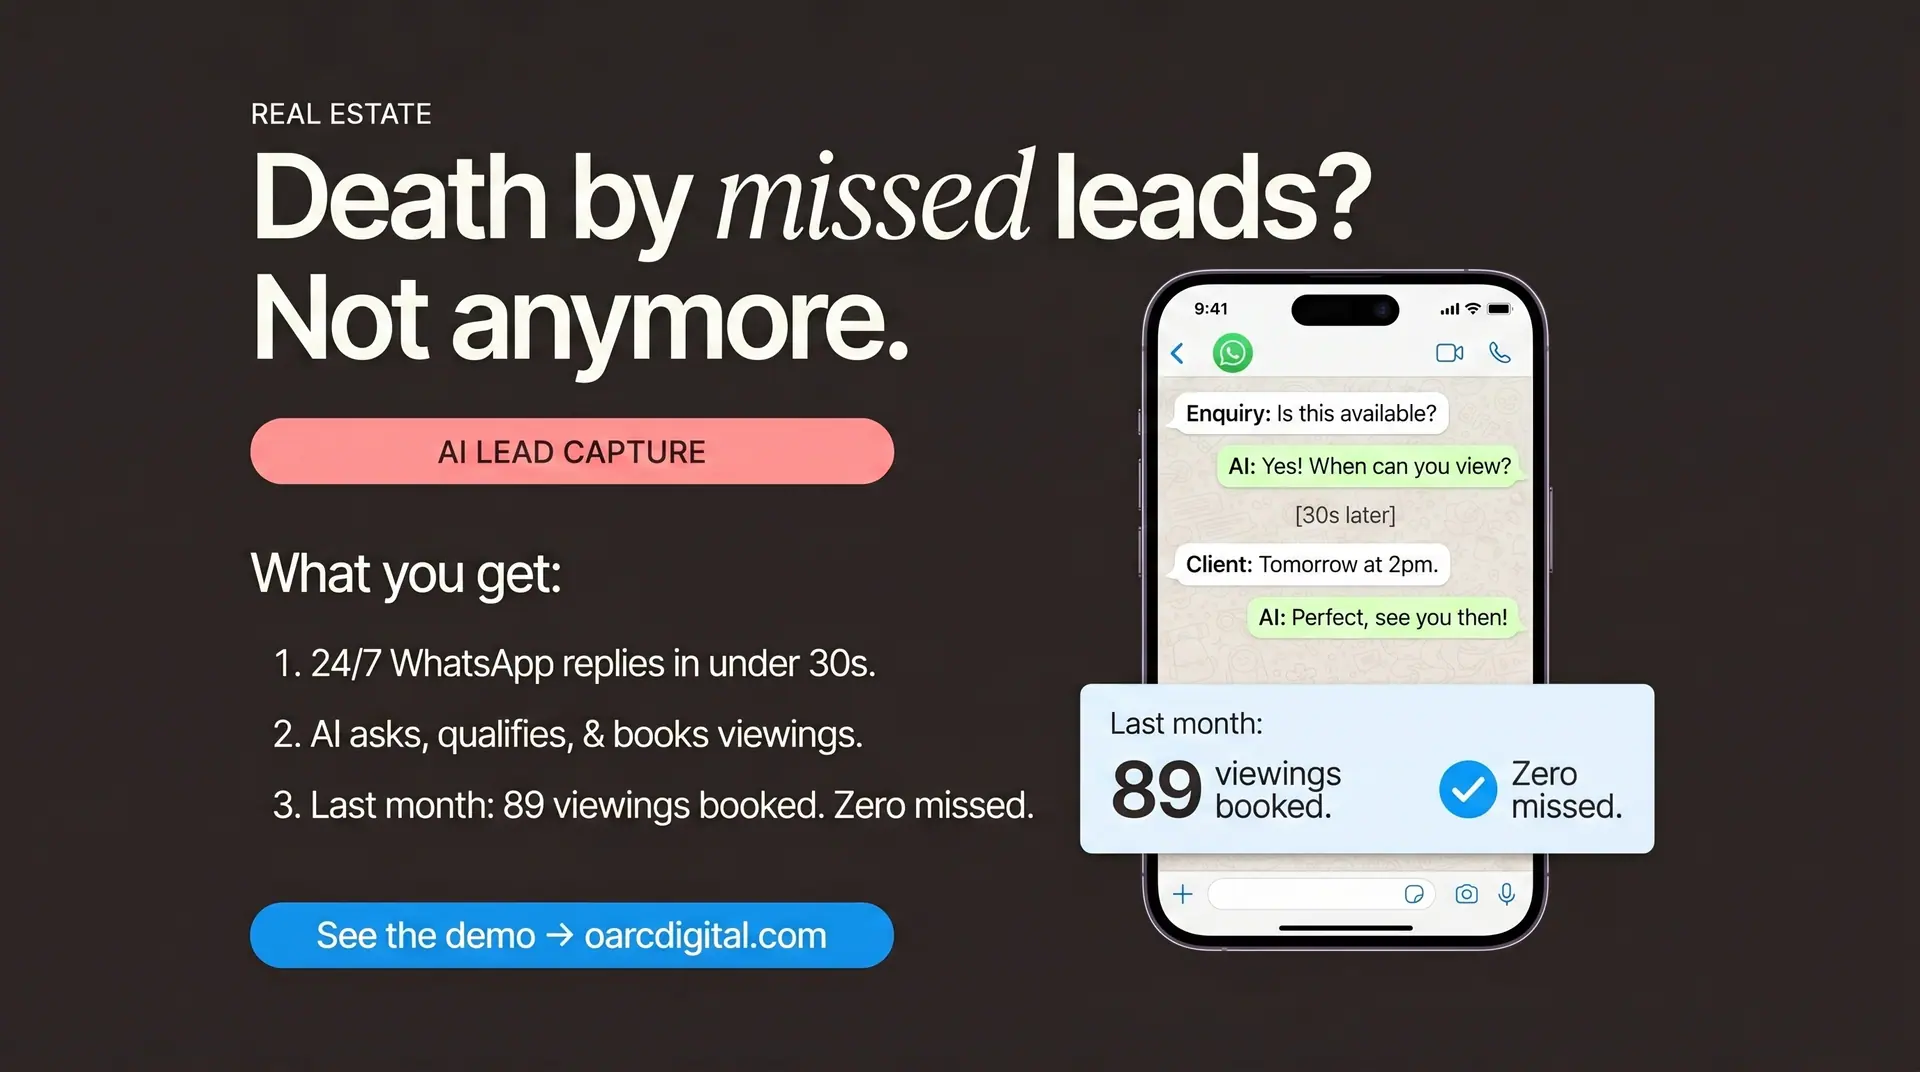 REAL ESTATE
Death by missed leads?
Not anymore.
AI LEAD CAPTURE
What you get:
1. 24/7 WhatsApp replies in under 30s.
2. AI asks, qualifies, & books viewings.
3. Last month: 89 viewings booked. Zero missed.
See the demo → oarcdigital.com
9:41
Enquiry: Is this available?
AI: Yes! When can you view?
[30s later]
Client: Tomorrow at 2pm.
AI: Perfect, see you then!
Last month:
89 viewings
booked.
Zero
missed.